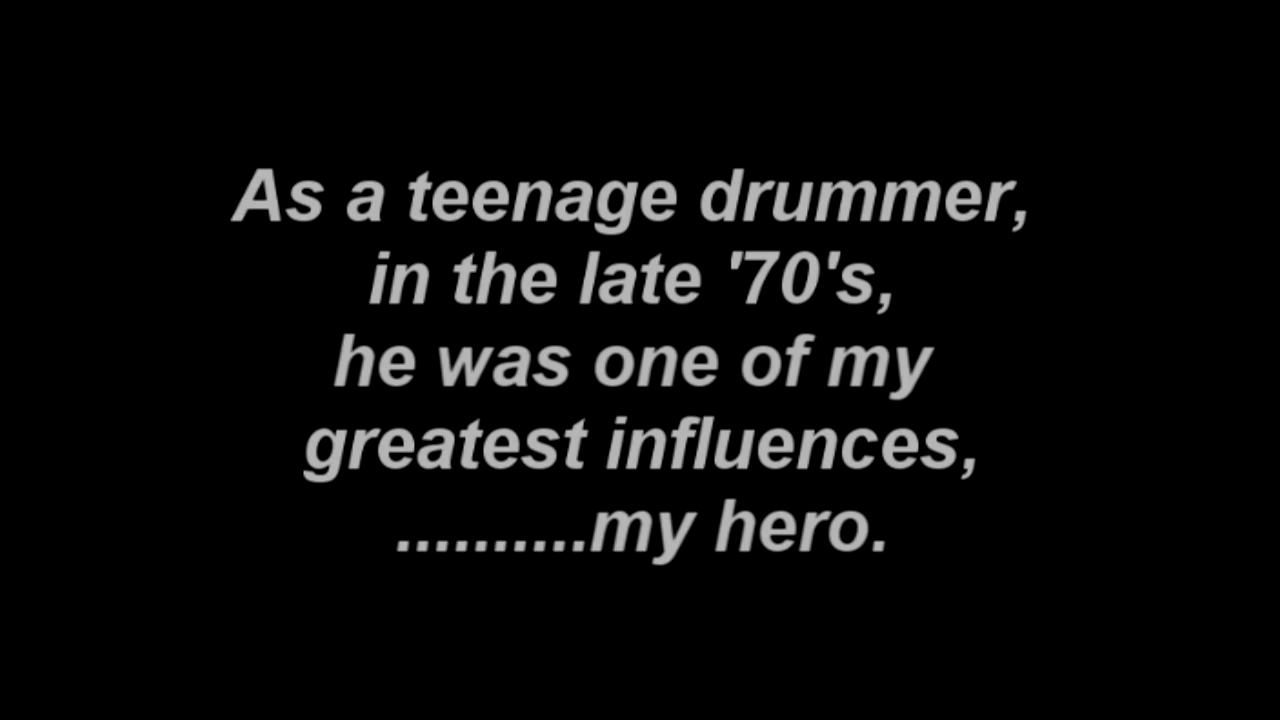 As a teenage drummer,
in the late '70's,
he was one of my
greatest influences,
..........my hero.